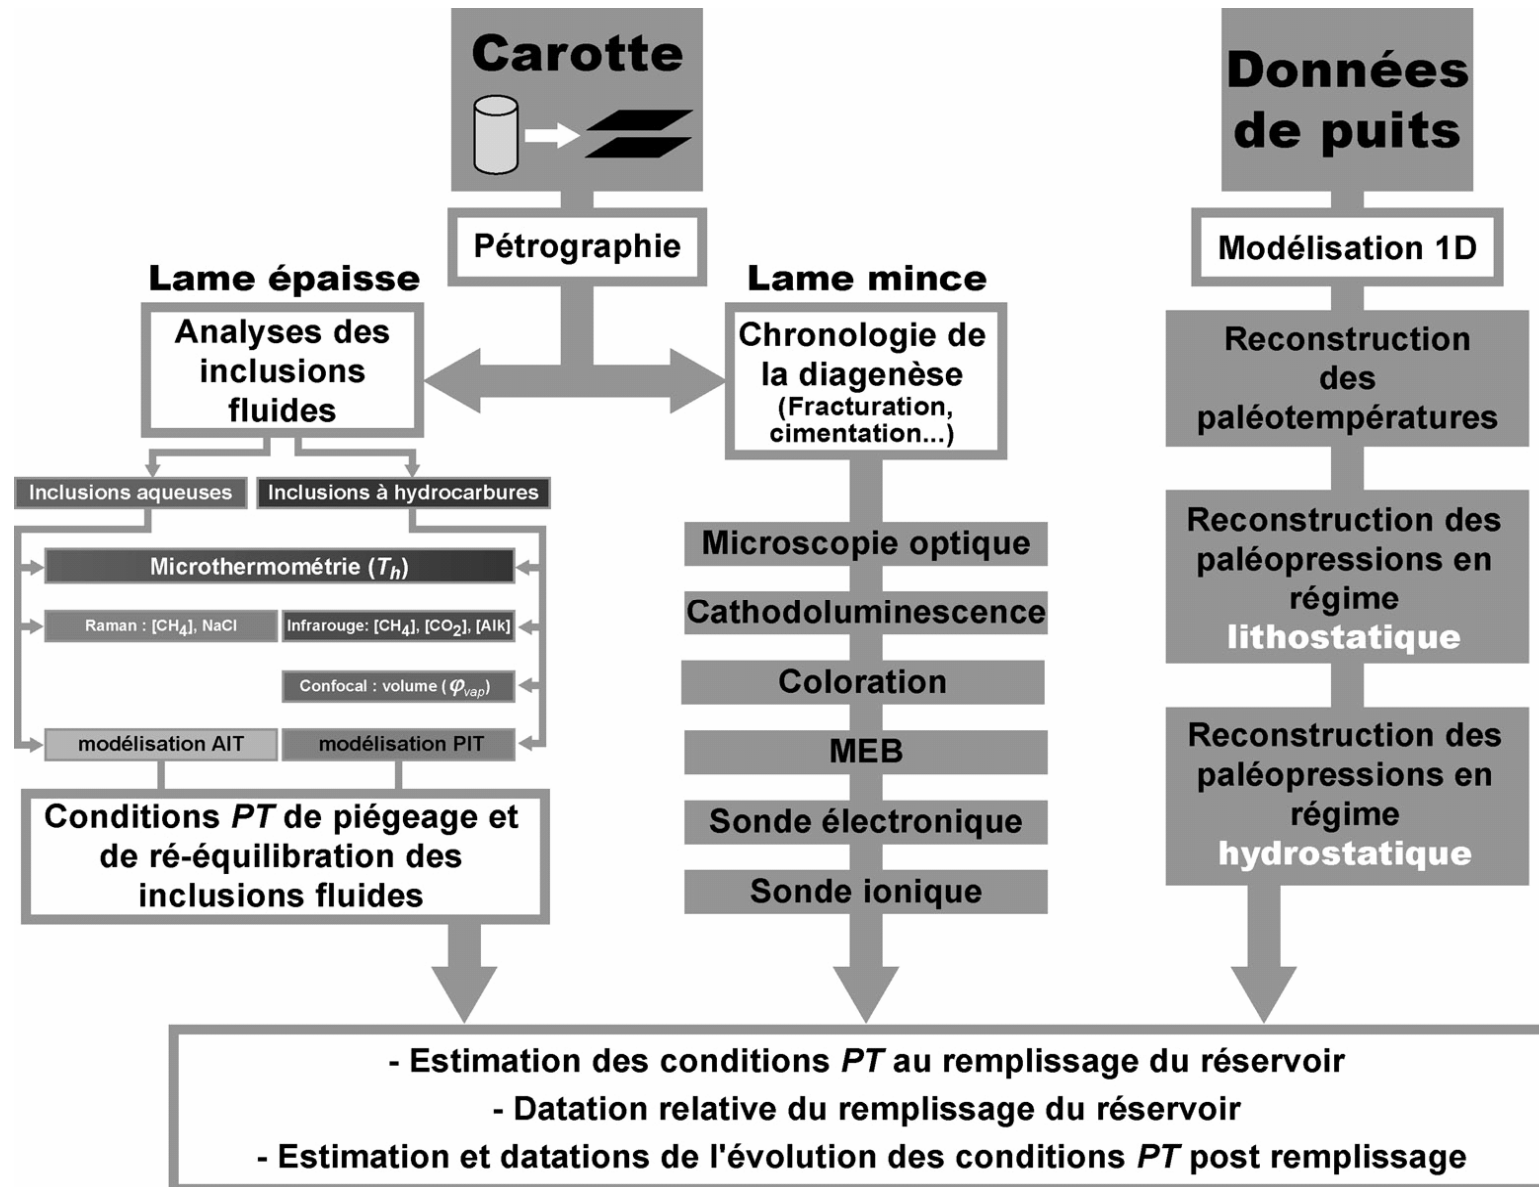 Carotte
Données
de puits
Pétrographie
Modélisation 1D
Lame épaisse
Lame mince
Analyses des
inclusions
fluides
Chronologie de
la diagenèse
(Fracturation,
cimentation...)
Reconstruction
des
paléotempératures
Inclusions aqueuses
Inclusions à hydrocarbures
Microthermométrie (Th)
Raman : [CH4], NaCl
Infrarouge: [CH4], [CO2], [Alk]
Confocal : volume (φvap)
modélisation AIT
modélisation PIT
Conditions PT de piégeage et
de ré-équilibration des
inclusions fluides
Microscopie optique
Cathodoluminescence
Coloration
MEB
Sonde électronique
Sonde ionique
Reconstruction des
paléopressions en
régime
lithostatique
Reconstruction des
paléopressions en
régime
hydrostatique
- Estimation des conditions PT au remplissage du réservoir
- Datation relative du remplissage du réservoir
- Estimation et datations de l'évolution des conditions PT post remplissage